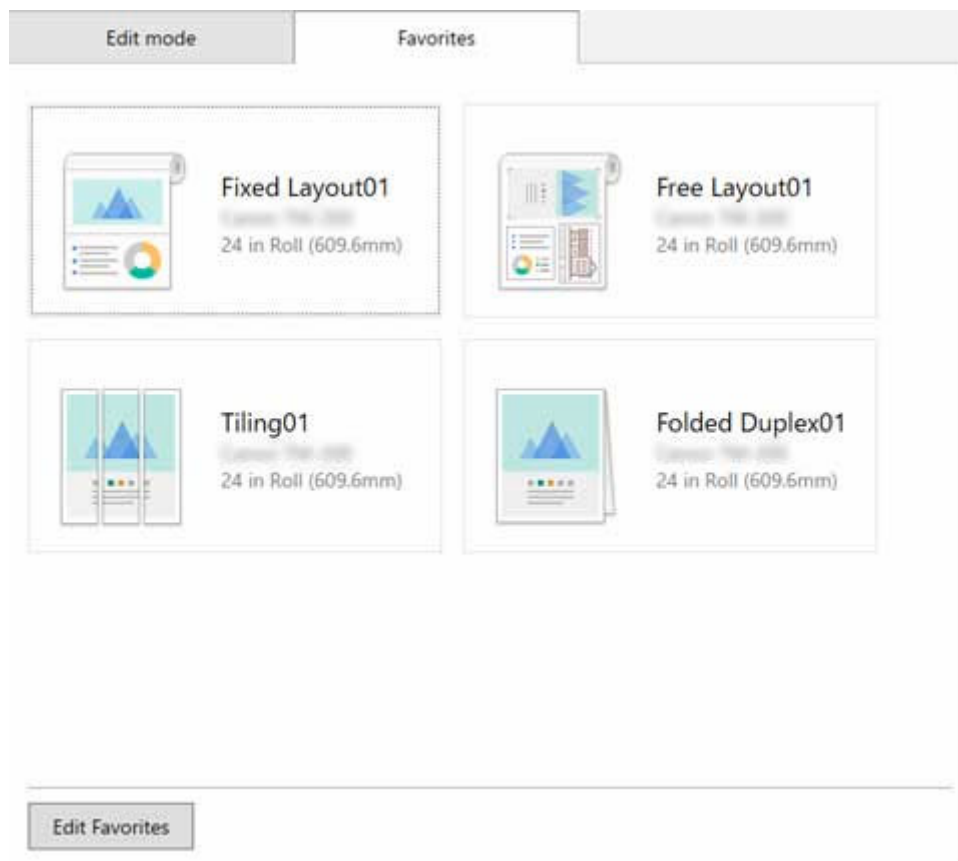 Edit mode
Favorites
Fixed Layout01
24 in Roll (609.6mm)
Free Layout01
24 in Roll (609.6mm)
Tiling01
24 in Roll (609.6mm)
Folded Duplex01
24 in Roll (609.6mm)
Edit Favorites